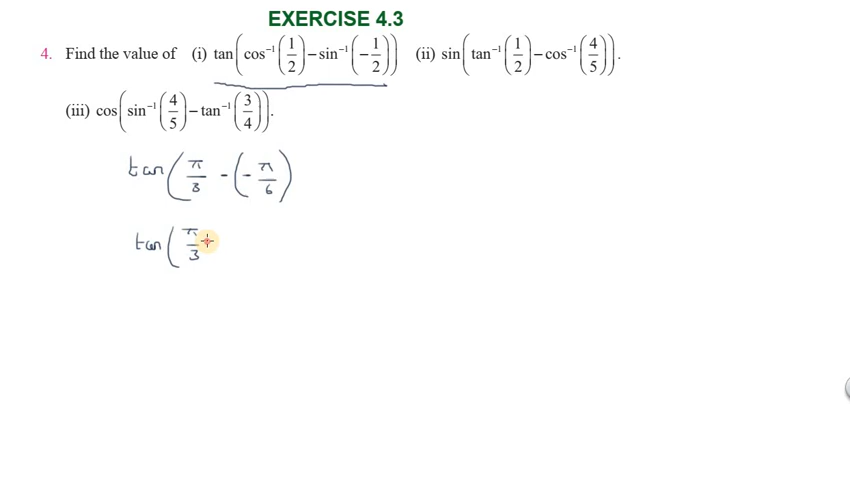 EXERCISE 4.3
4. Find the value of (i) tan(cos⁻¹(1/2) − sin⁻¹(−1/2)) (ii) sin(tan⁻¹(1/2) − cos⁻¹(4/5)).
(iii) cos(sin⁻¹(4/5) − tan⁻¹(3/4)).
tan(π/3 - (-π/6)
tan(π/3